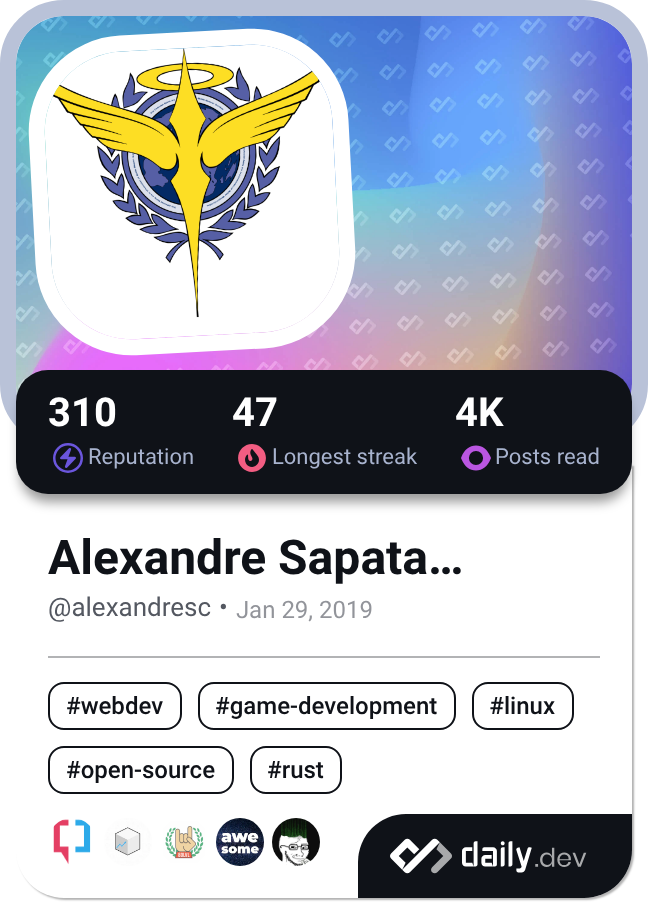 310 47 4K
Reputation Longest streak Posts read
Alexandre Sapata…
@alexandresc • Jan 29, 2019
#webdev #game-development #linux
#open-source #rust
awe
some
daily.dev